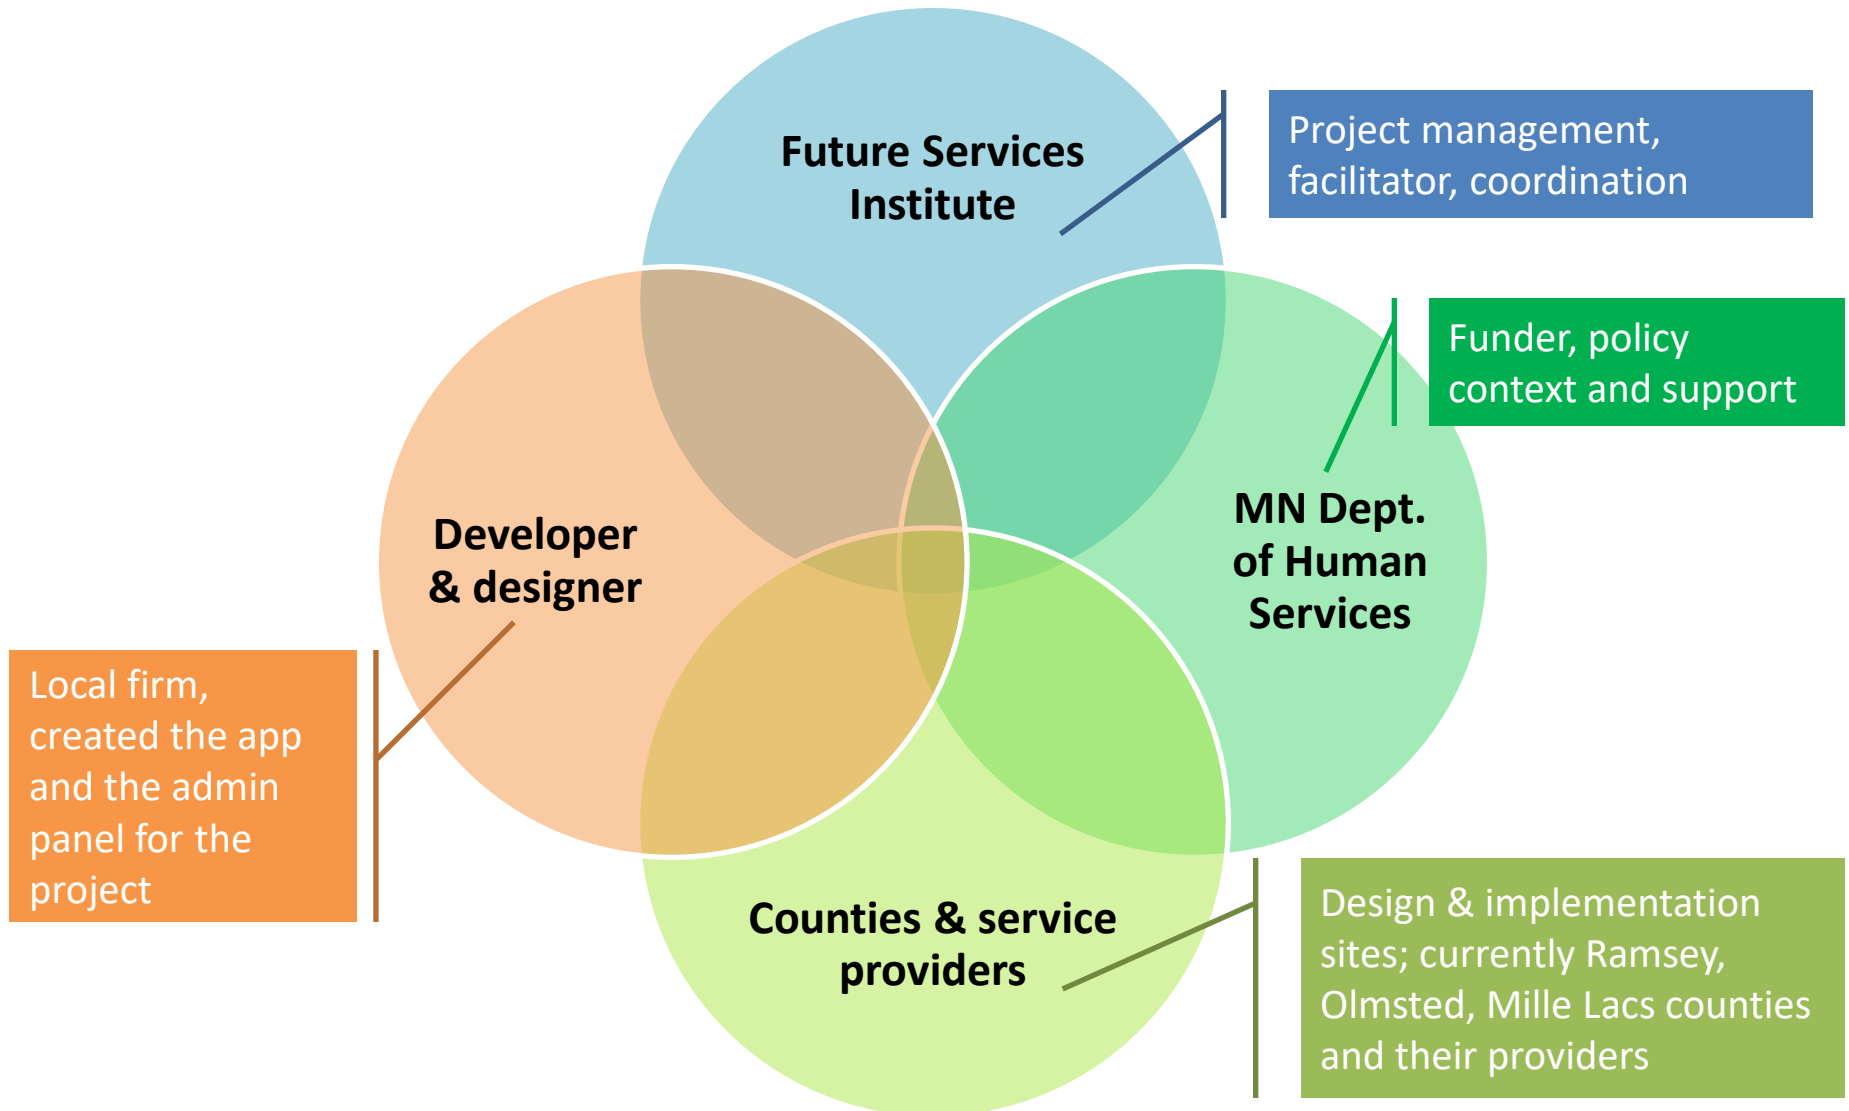 Future Services
Institute
Project management,
facilitator, coordination
Funder, policy
context and support
MN Dept.
of Human
Services
Developer
& designer
Local firm,
created the app
and the admin
panel for the
project
Counties & service
providers
Design & implementation
sites; currently Ramsey,
Olmsted, Mille Lacs counties
and their providers